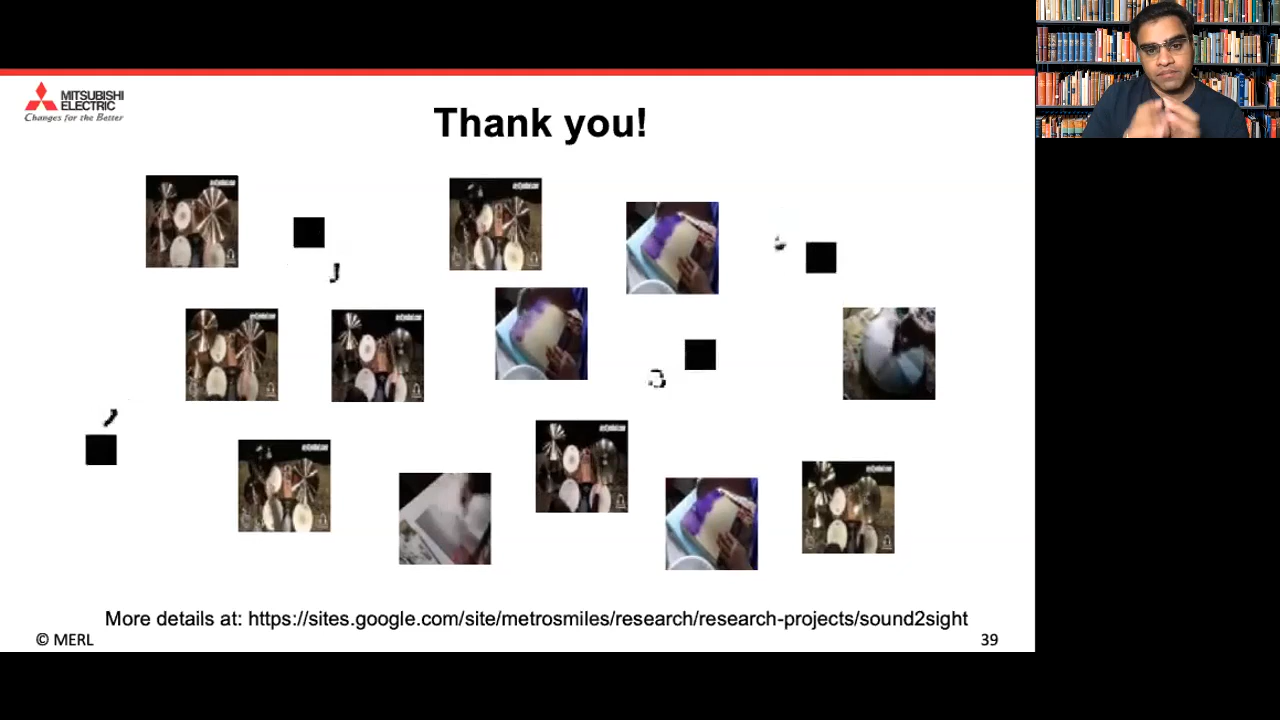 MITSUBISHI
ELECTRIC
Changes for the Better
Thank you!
More details at: https://sites.google.com/site/metrosmiles/research/research-projects/sound2sight
© MERL
39